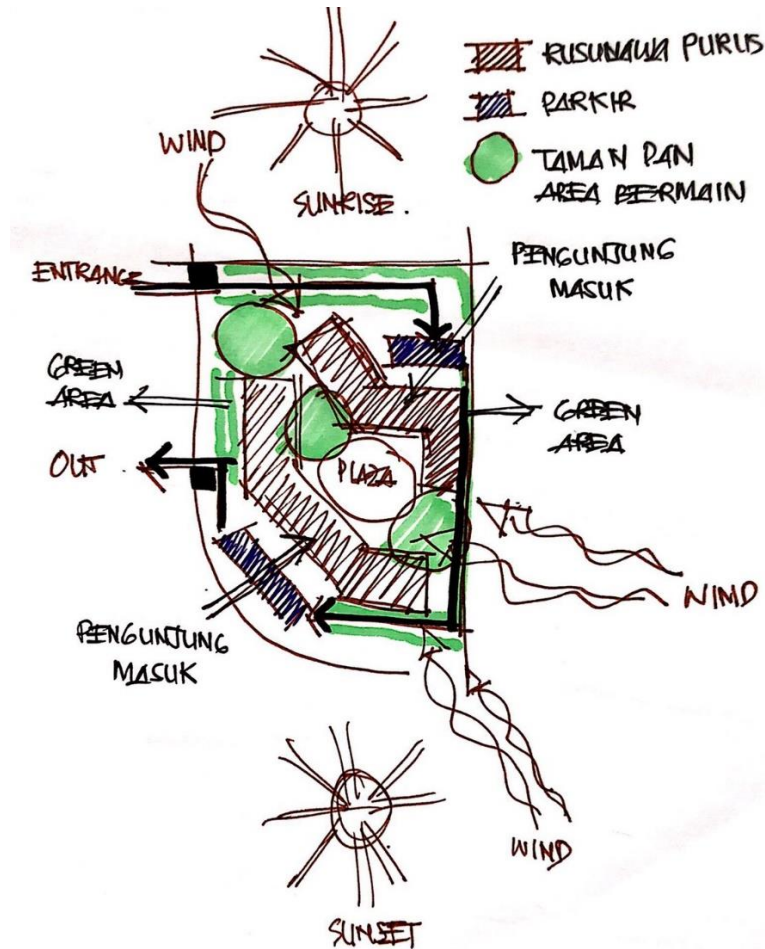 RUSUNAWA PURUS
PARKIR
TAMAN DAN
AREA BERMAIN
WIND
SUNRISE.
ENTRANCE
PENGUNJUNG
MASUK
GREEN
AREA
GREEN
AREA
OUT
PLAZA
WIND
PENGUNJUNG
MASUK
WIND
SUNSET